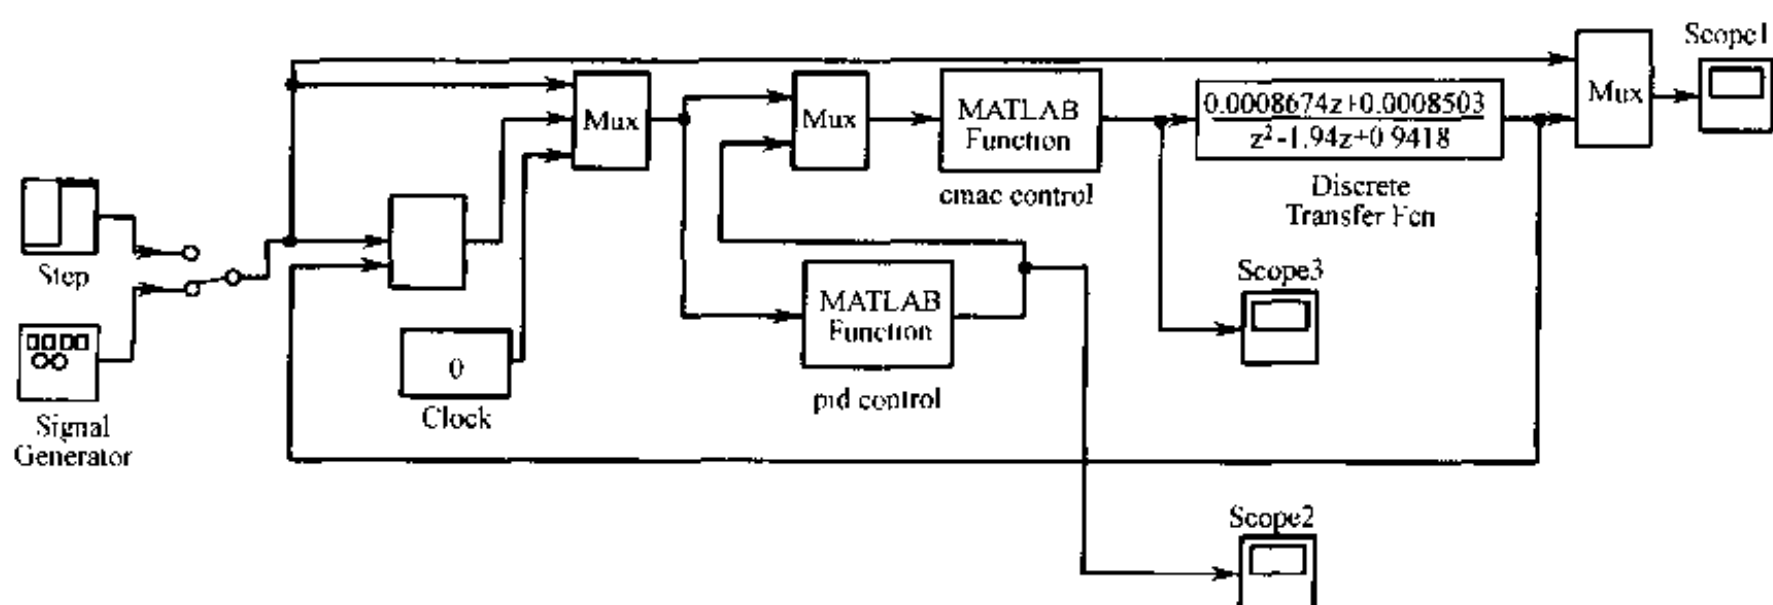 Scope1
Mux
Mux
Mux
MATLAB
Function
cmac control
0.0008674z+0.0008503
z²-1.94z+0.9418
Discrete
Transfer Fcn
Step
Signal
Generator
0
Clock
MATLAB
Function
pid control
Scope3
Scope2